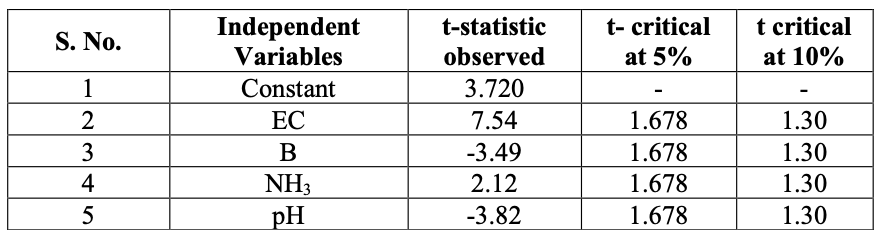 S. No. Independent Variables t-statistic observed t- critical at 5% t critical at 10%
1 Constant 3.720 - -
2 EC 7.54 1.678 1.30
3 B -3.49 1.678 1.30
4 NH₃ 2.12 1.678 1.30
5 pH -3.82 1.678 1.30